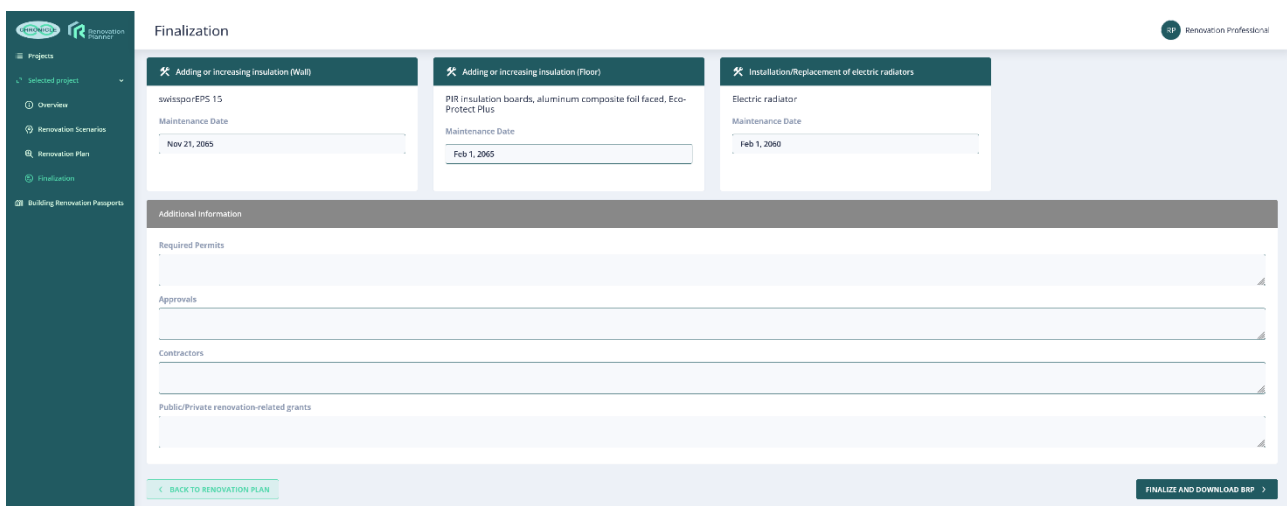 CHRONICLE
Renovation
Planner
Finalization
RP
Renovation Professional
Projects
Selected project
Overview
Renovation Scenarios
Renovation Plan
Finalization
Building Renovation Passports
Adding or increasing insulation (Wall)
swissporEPS 15
Maintenance Date
Nov 21, 2065
Adding or increasing insulation (Floor)
PIR insulation boards, aluminum composite foil faced, Eco-
Protect Plus
Maintenance Date
Feb 1, 2065
Installation/Replacement of electric radiators
Electric radiator
Maintenance Date
Feb 1, 2060
Additional Information
Required Permits
Approvals
Contractors
Public/Private renovation-related grants
BACK TO RENOVATION PLAN
FINALIZE AND DOWNLOAD BRP